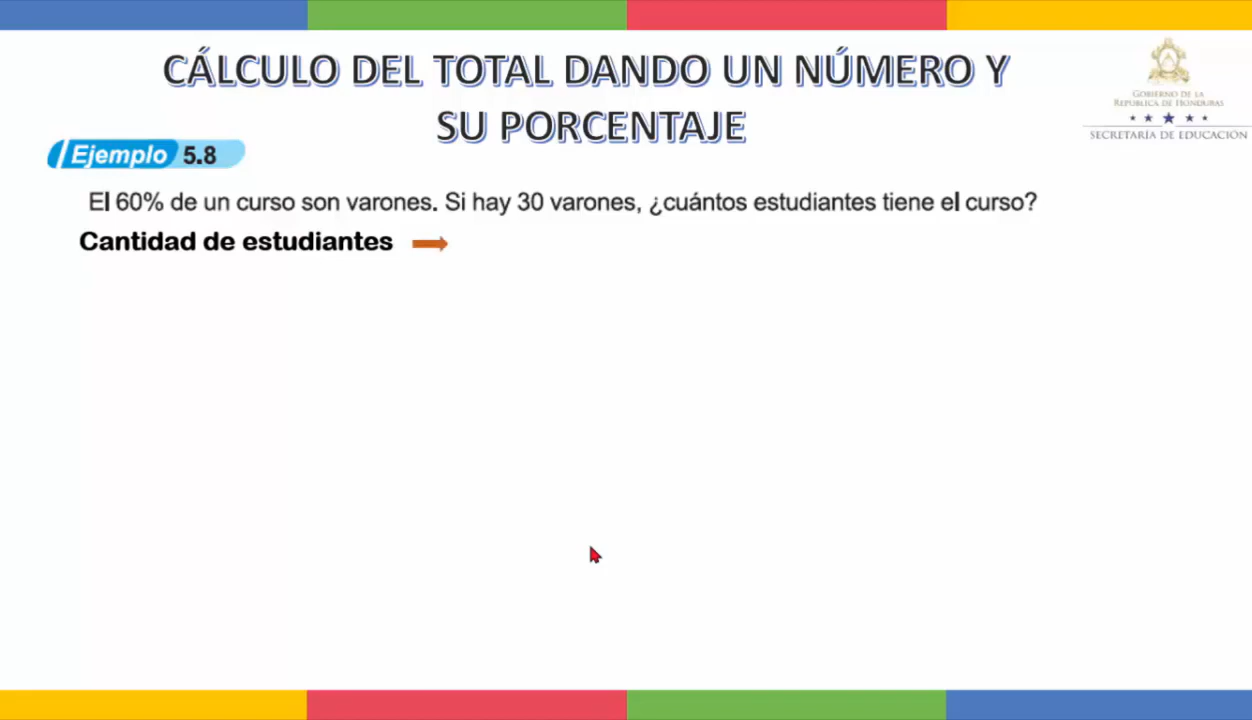 CÁLCULO DEL TOTAL DANDO UN NÚMERO Y
SU PORCENTAJE
GOBIERNO DE LA
REPÚBLICA DE HONDURAS
SECRETARÍA DE EDUCACIÓN
Ejemplo 5.8
El 60% de un curso son varones. Si hay 30 varones, ¿cuántos estudiantes tiene el curso?
Cantidad de estudiantes